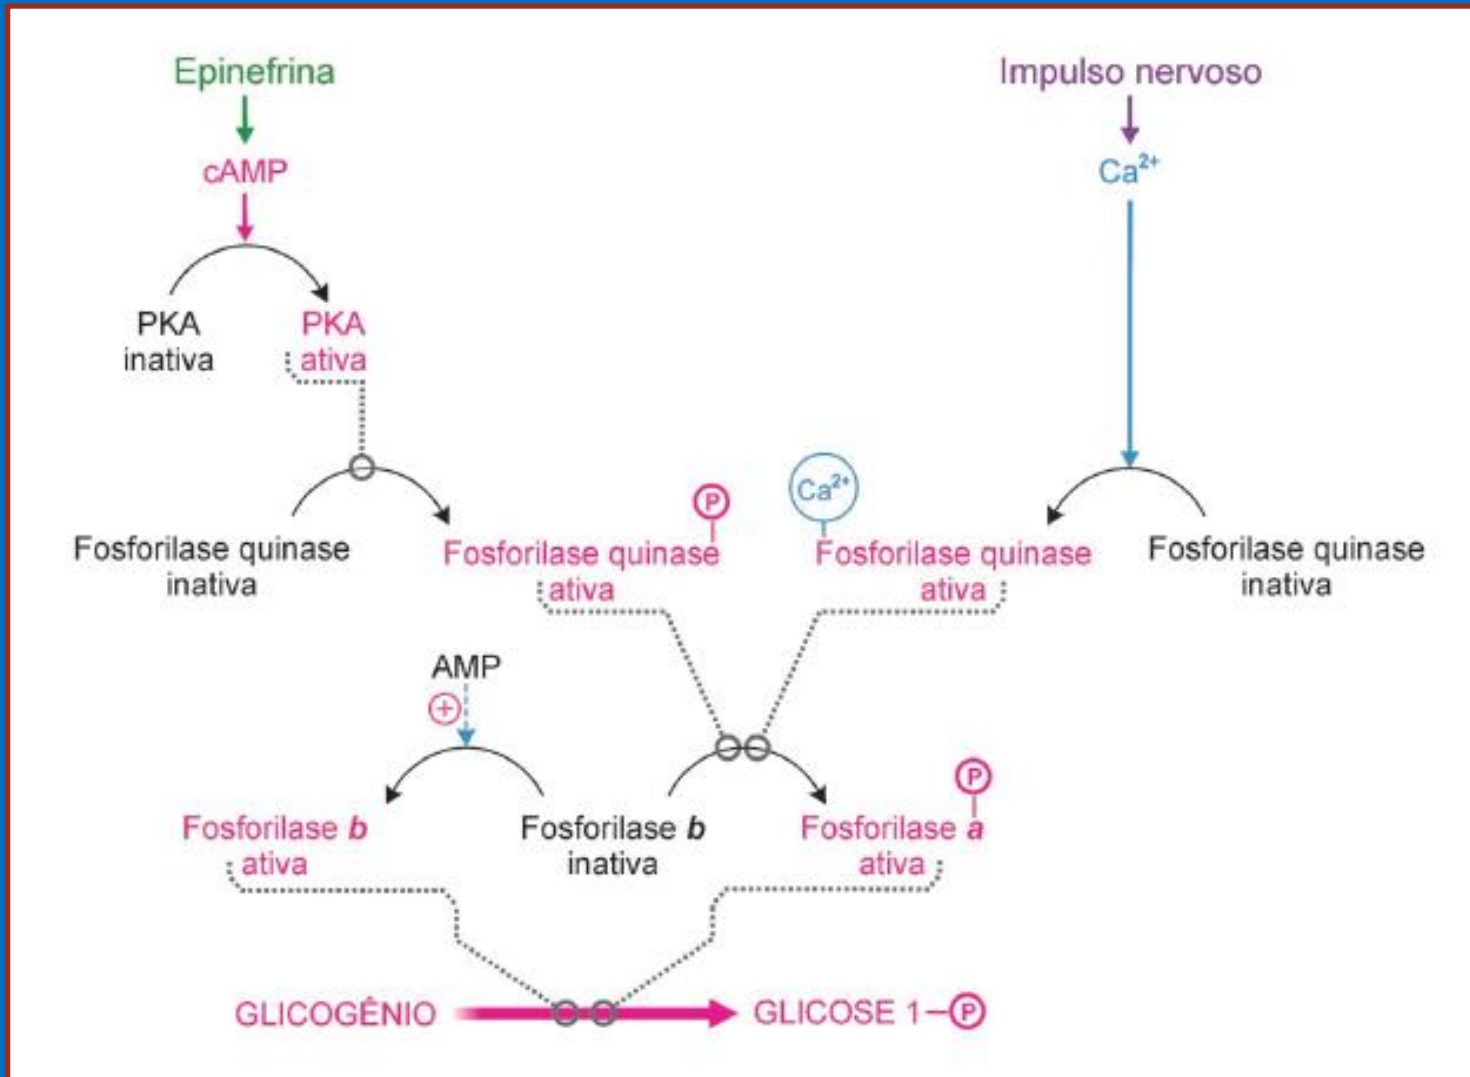 Epinefrina
Impulso nervoso
cAMP
Ca²⁺
PKA
inativa
PKA
ativa
P
Ca²⁺
Fosforilase quinase
inativa
Fosforilase quinase
ativa
Fosforilase quinase
ativa
Fosforilase quinase
inativa
AMP
+
P
Fosforilase b
ativa
Fosforilase b
inativa
Fosforilase a
ativa
GLICOGÊNIO
GLICOSE 1–P